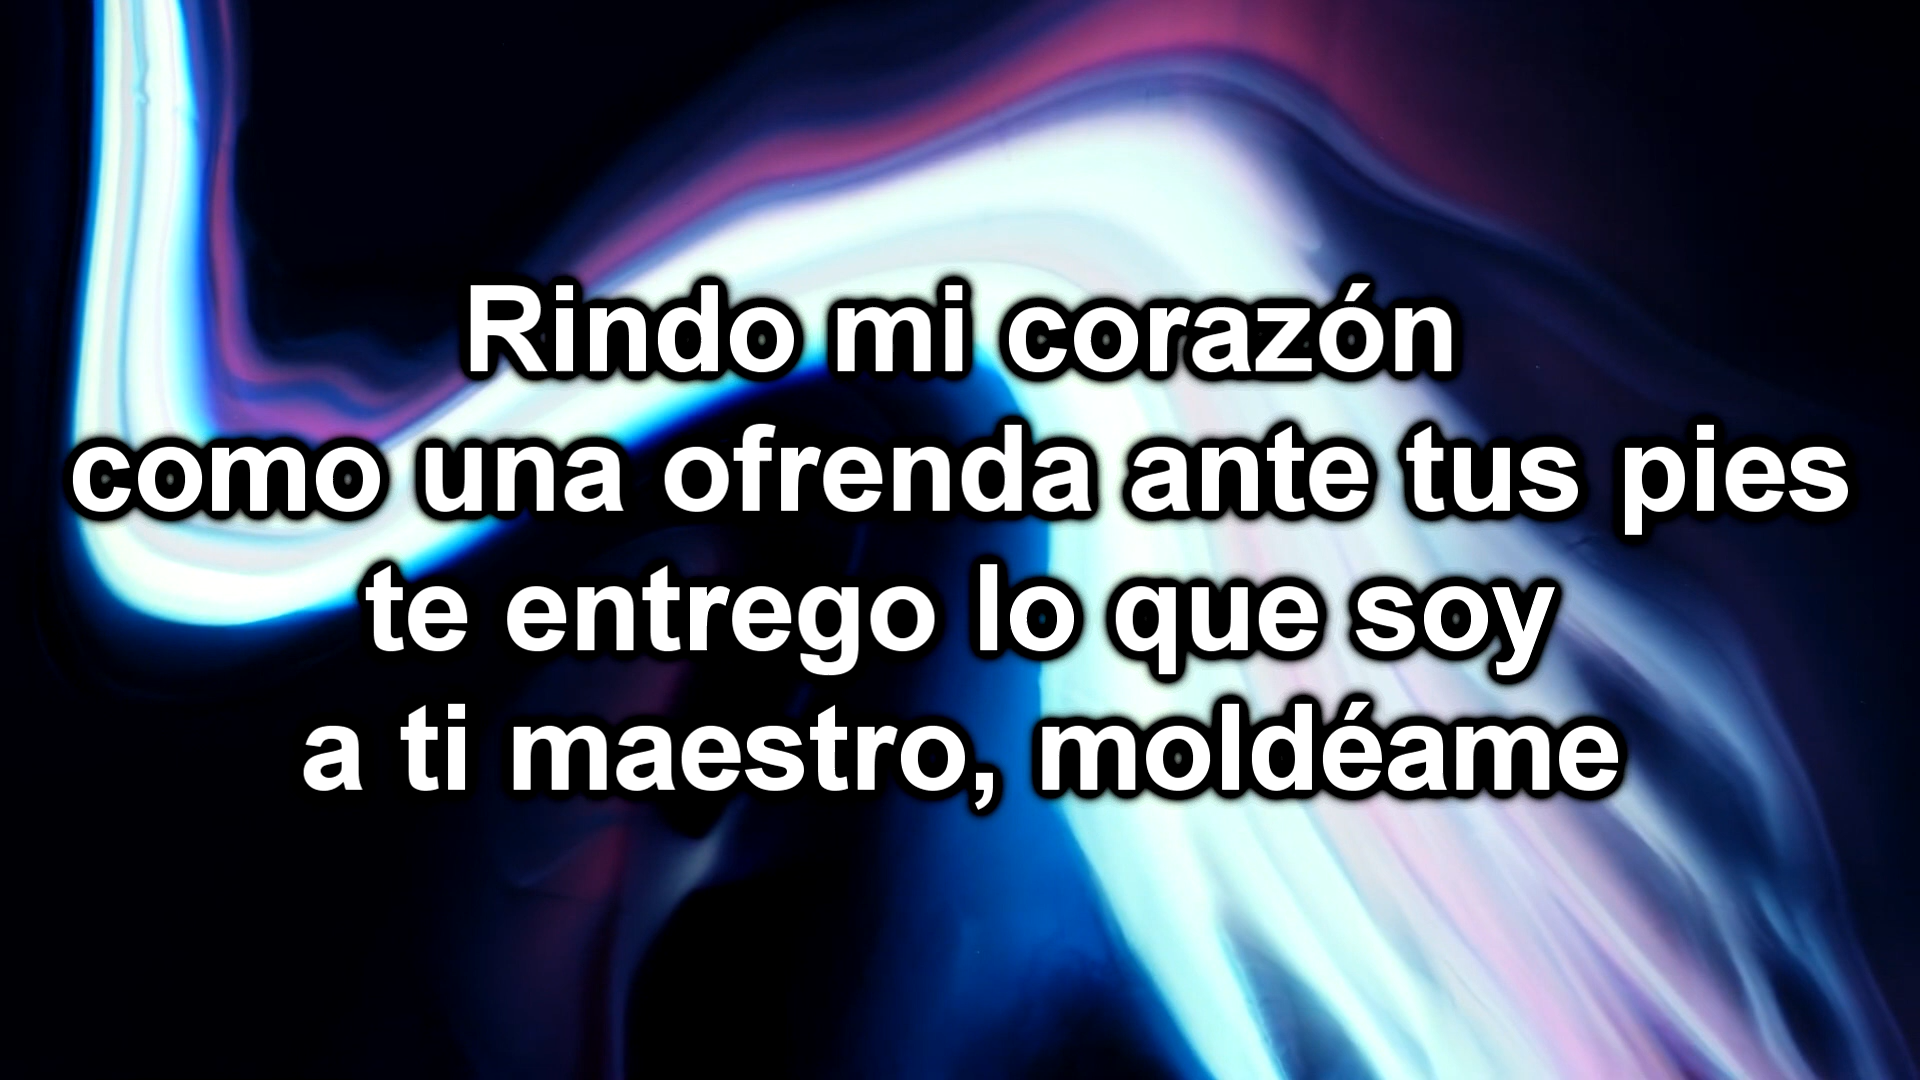 Rindo mi corazón
como una ofrenda ante tus pies
te entrego lo que soy
a ti maestro, moldéame